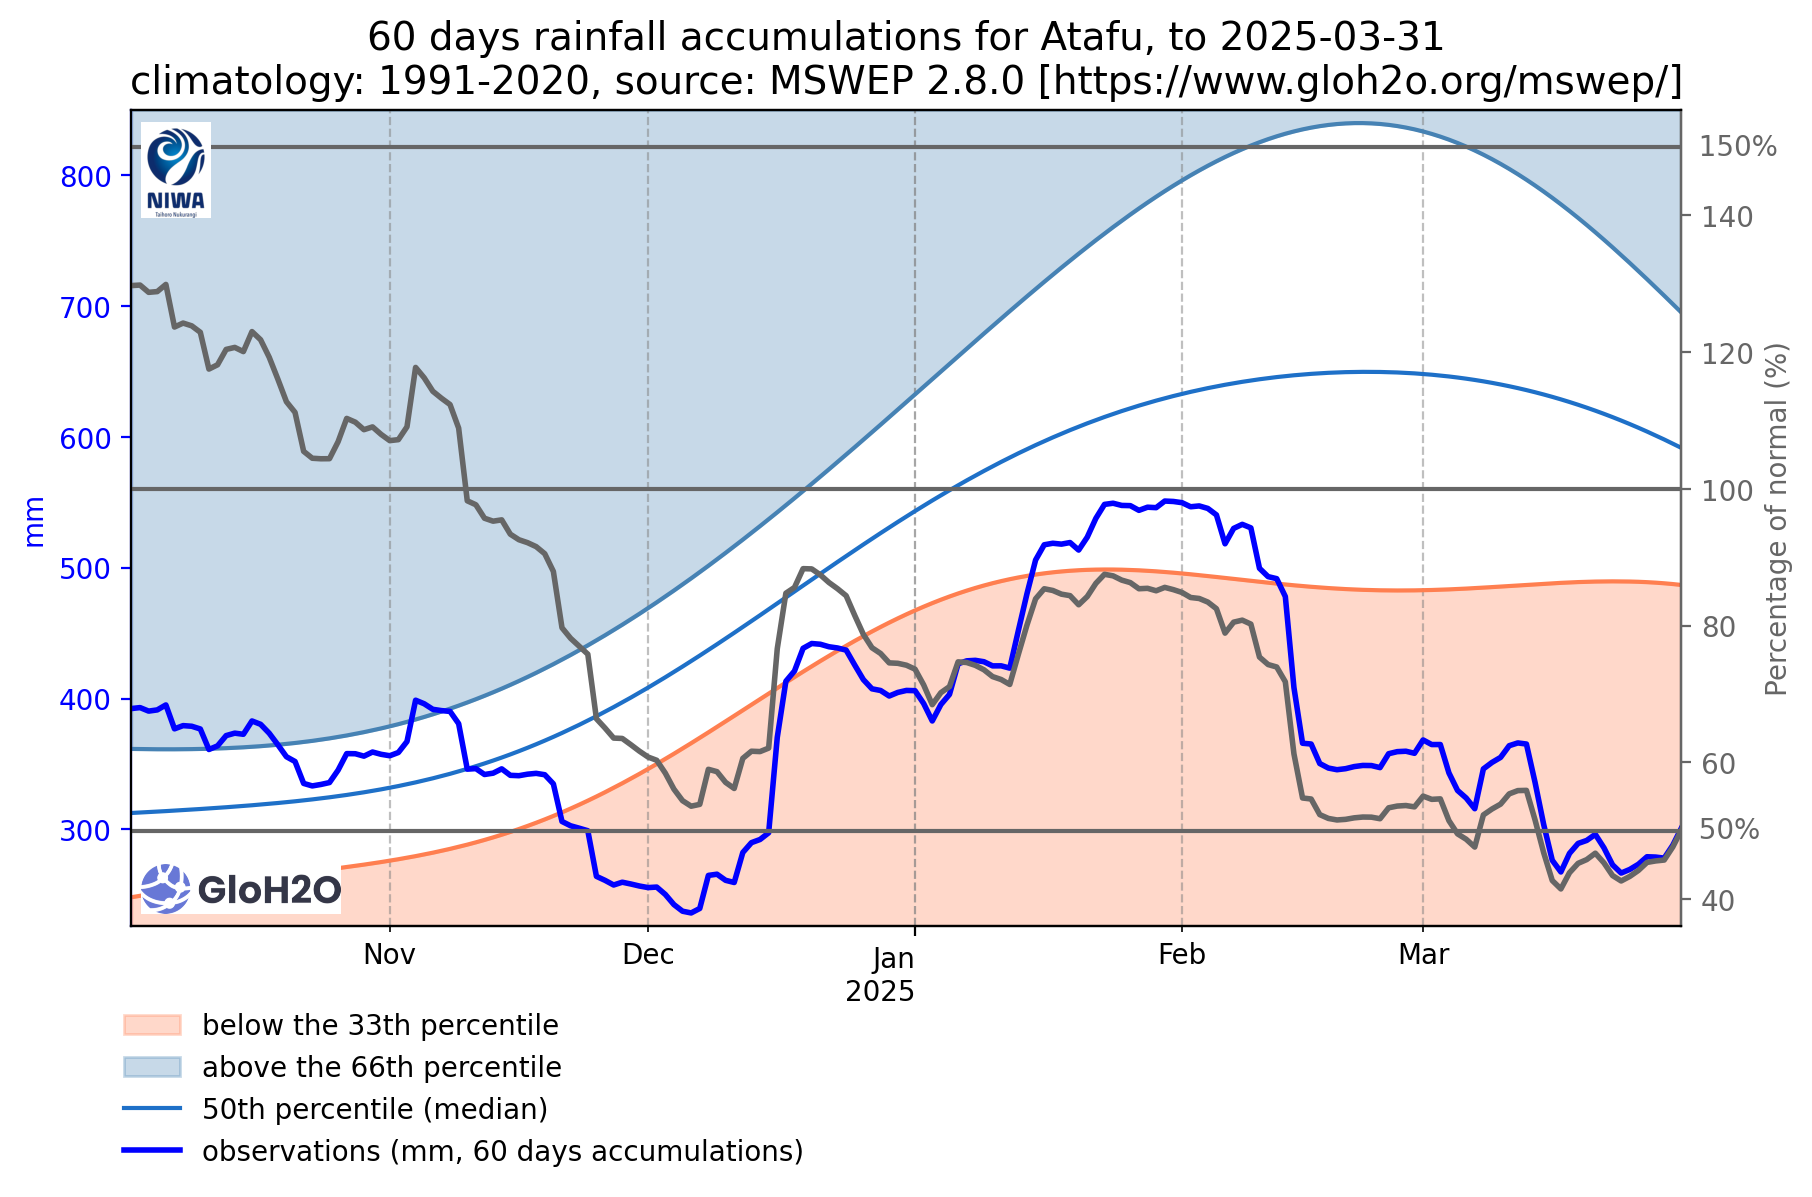 60 days rainfall accumulations for Atafu, to 2025-03-31
climatology: 1991-2020, source: MSWEP 2.8.0 [https://www.gloh2o.org/mswep/]
NIWA
Taihoro Nukurangi
800
700
600
500
400
300
mm
150%
140
120
100
80
60
50%
40
Percentage of normal (%)
GloH2O
Nov
Dec
Jan
2025
Feb
Mar
below the 33th percentile
above the 66th percentile
50th percentile (median)
observations (mm, 60 days accumulations)